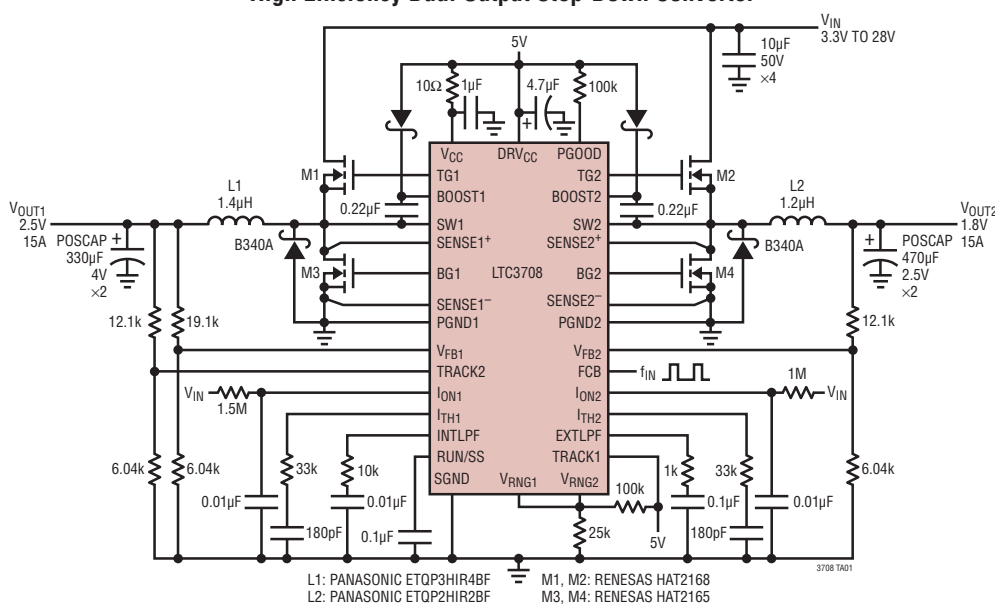 High Efficiency Dual Output Step-Down Converter
VIN
3.3V TO 28V
10µF
50V
×4
5V
10Ω
1µF
4.7µF
+
100k
VCC
DRVCC
PGOOD
M1
TG1
TG2
M2
BOOST1
BOOST2
0.22µF
0.22µF
L1
1.4µH
L2
1.2µH
VOUT1
2.5V
15A
SW1
SW2
VOUT2
1.8V
15A
POSCAP
330µF
4V
×2
+
B340A
SENSE1+
SENSE2+
B340A
+
POSCAP
470µF
2.5V
×2
M3
BG1
LTC3708
BG2
M4
SENSE1–
SENSE2–
PGND1
PGND2
12.1k
19.1k
12.1k
VFB1
VFB2
TRACK2
FCB
fIN
VIN
1.5M
ION1
ION2
1M
VIN
ITH1
ITH2
INTLPF
EXTLPF
RUN/SS
TRACK1
SGND
VRNG1
VRNG2
6.04k
6.04k
33k
10k
100k
1k
33k
6.04k
0.01µF
0.01µF
0.1µF
0.01µF
180pF
0.1µF
25k
5V
180pF
3708 TA01
L1: PANASONIC ETQP3HIR4BF
L2: PANASONIC ETQP2HIR2BF
M1, M2: RENESAS HAT2168
M3, M4: RENESAS HAT2165